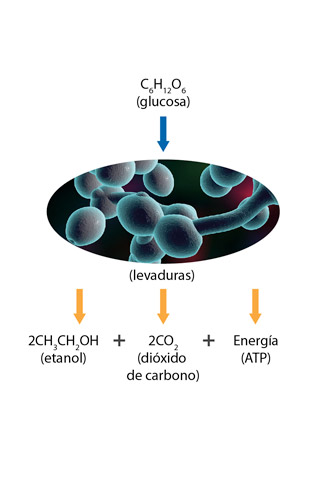 C₆H₁₂O₆
(glucosa)
(levaduras)
2CH₃CH₂OH + 2CO₂ + Energía
(etanol) (dióxido de carbono) (ATP)